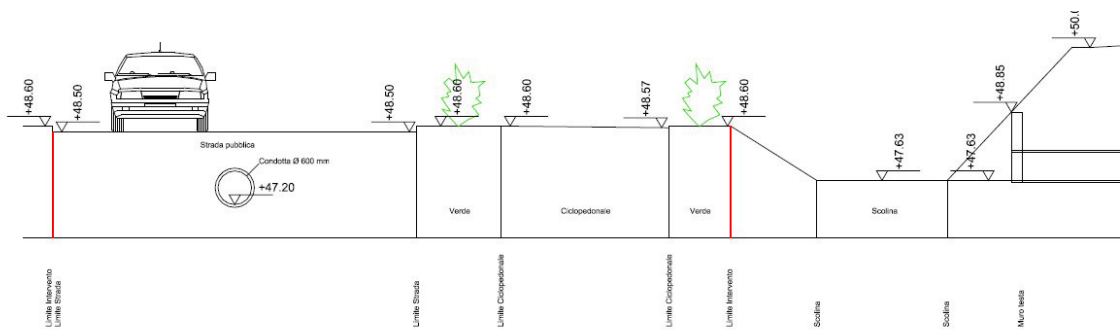 +50.0
+48.60
+48.50
+48.50
+48.60
+48.60
+48.57
+48.60
+48.85
Strada pubblica
Condotta Ø 600 mm
+47.20
+47.63
+47.63
Verde
Ciclopedonale
Verde
Scolina
Limite Intervento
Limite Strada
Limite Strada
Limite Ciclopedonale
Limite Ciclopedonale
Limite Intervento
Scolina
Scolina
Muro testa